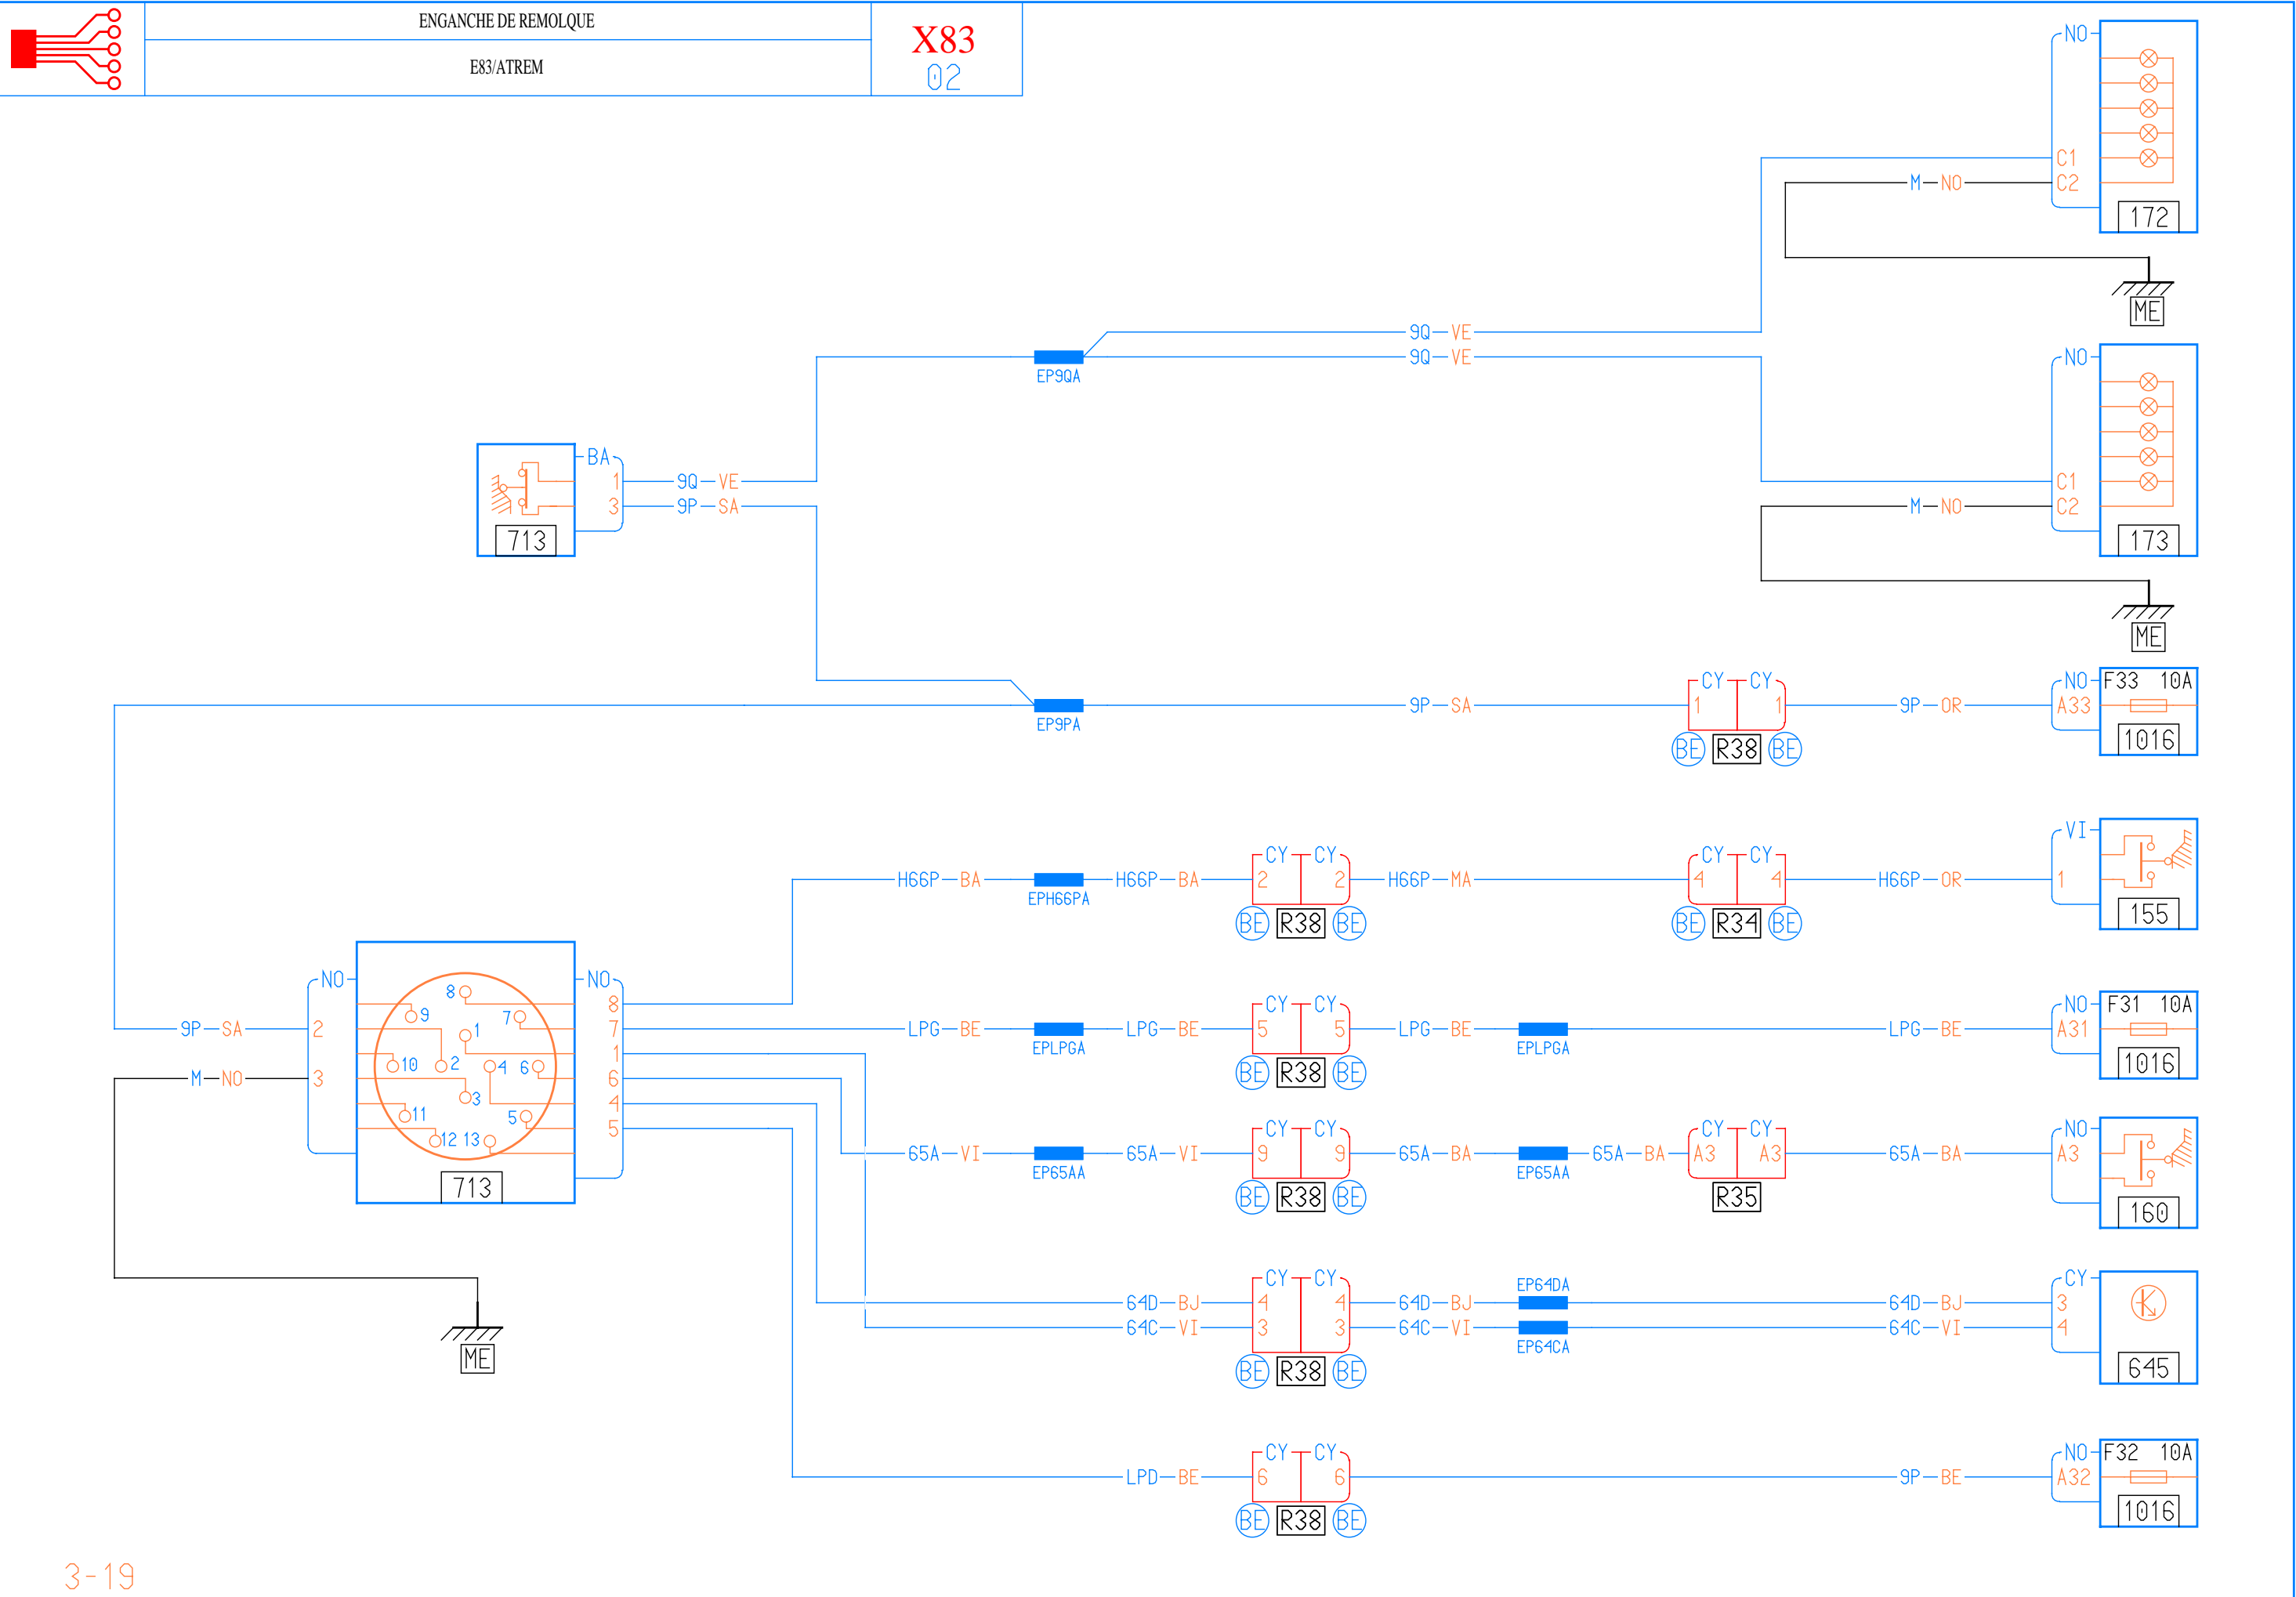 ENGANCHE DE REMOLQUE
E83/ATREM
X83
02
NO
C1
M NO C2
172
ME
9Q VE
9Q VE
EP9QA
NO
C1
M NO C2
173
ME
BA
1 9Q VE
3 9P SA
713
EP9PA
9P SA
CY CY
1 1
BE R38 BE
9P OR
NO F33 10A
A33
1016
H66P BA
EPH66PA
H66P BA
CY CY
2 2
BE R38 BE
H66P MA
CY CY
4 4
BE R34 BE
H66P OR
VI
1
155
NO
9P SA 2
M NO 3
8
9
7
1
10
2
4
6
3
11
5
12
13
713
NO
8
7
1
6
4
5
ME
LPG BE
EPLPGA
LPG BE
CY CY
5 5
BE R38 BE
LPG BE
EPLPGA
LPG BE
NO F31 10A
A31
1016
65A VI
EP65AA
65A VI
CY CY
9 9
BE R38 BE
65A BA
EP65AA
65A BA
CY CY
A3 A3
R35
65A BA
NO
A3
160
64D BJ
64C VI
CY CY
4 4
3 3
BE R38 BE
64D BJ
64C VI
EP64DA
EP64CA
64D BJ
64C VI
CY
3
4
645
LPD BE
CY CY
6 6
BE R38 BE
9P BE
NO F32 10A
A32
1016
3-19